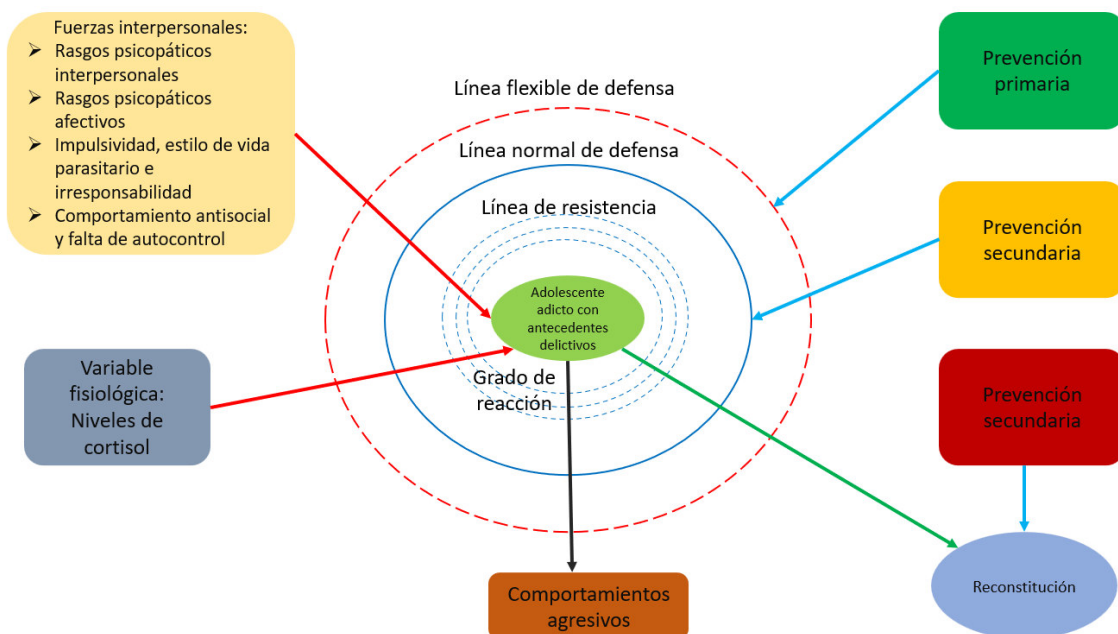 Fuerzas interpersonales:
➢ Rasgos psicopáticos
interpersonales
➢ Rasgos psicopáticos
afectivos
➢ Impulsividad, estilo de vida
parasitario e
irresponsabilidad
➢ Comportamiento antisocial
y falta de autocontrol
Variable
fisiológica:
Niveles de
cortisol
Línea flexible de defensa
Línea normal de defensa
Línea de resistencia
Adolescente
adicto con
antecedentes
delictivos
Grado de
reacción
Comportamientos
agresivos
Prevención
primaria
Prevención
secundaria
Prevención
secundaria
Reconstitución